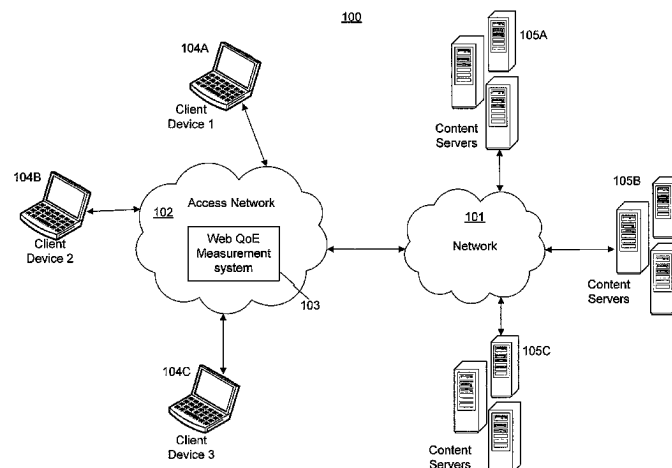 100
104A
Client
Device 1
105A
Content
Servers
104B
Client
Device 2
102
Access Network
Web QoE
Measurement
system
103
101
Network
105B
Content
Servers
104C
Client
Device 3
105C
Content
Servers